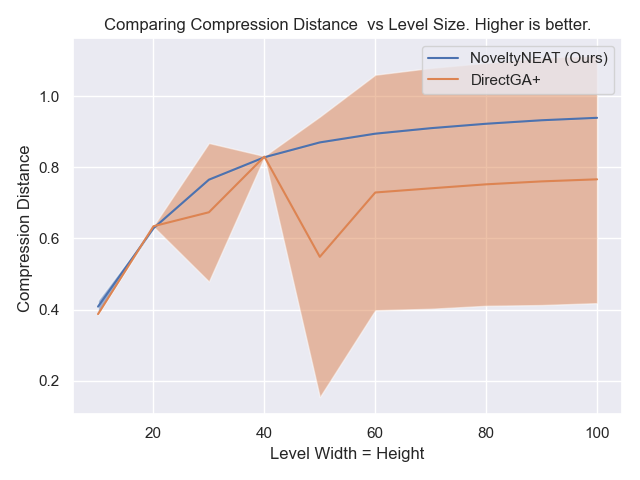 Comparing Compression Distance  vs Level Size. Higher is better.
NoveltyNEAT (Ours)
DirectGA+
Compression Distance
1.0
0.8
0.6
0.4
0.2
20 40 60 80 100
Level Width = Height